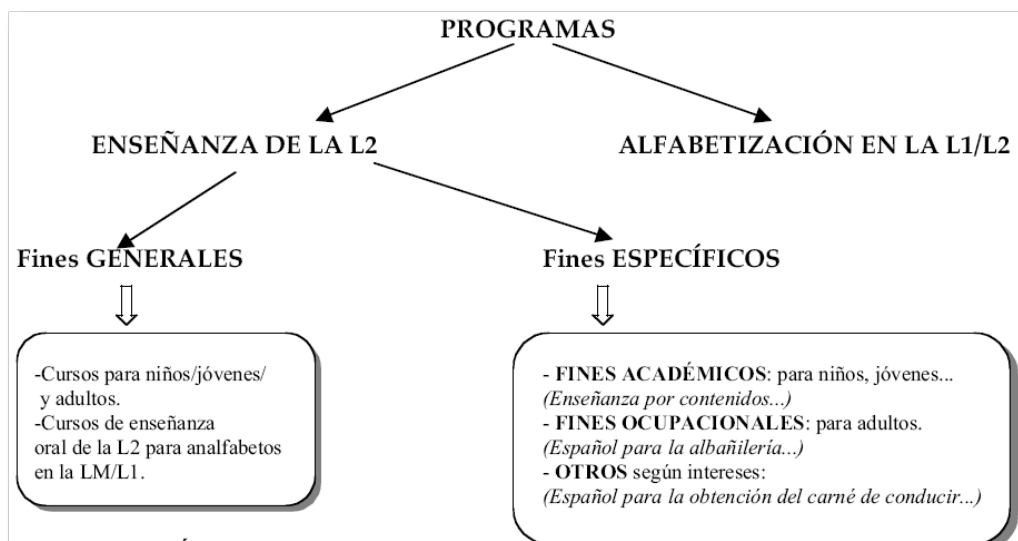 PROGRAMAS
ENSEÑANZA DE LA L2
ALFABETIZACIÓN EN LA L1/L2
Fines GENERALES
Fines ESPECÍFICOS
-Cursos para niños/jóvenes/
y adultos.
-Cursos de enseñanza
oral de la L2 para analfabetos
en la LM/L1.
- FINES ACADÉMICOS: para niños, jóvenes...
(Enseñanza por contenidos...)
- FINES OCUPACIONALES: para adultos.
(Español para la albañilería...)
- OTROS según intereses:
(Español para la obtención del carné de conducir...)